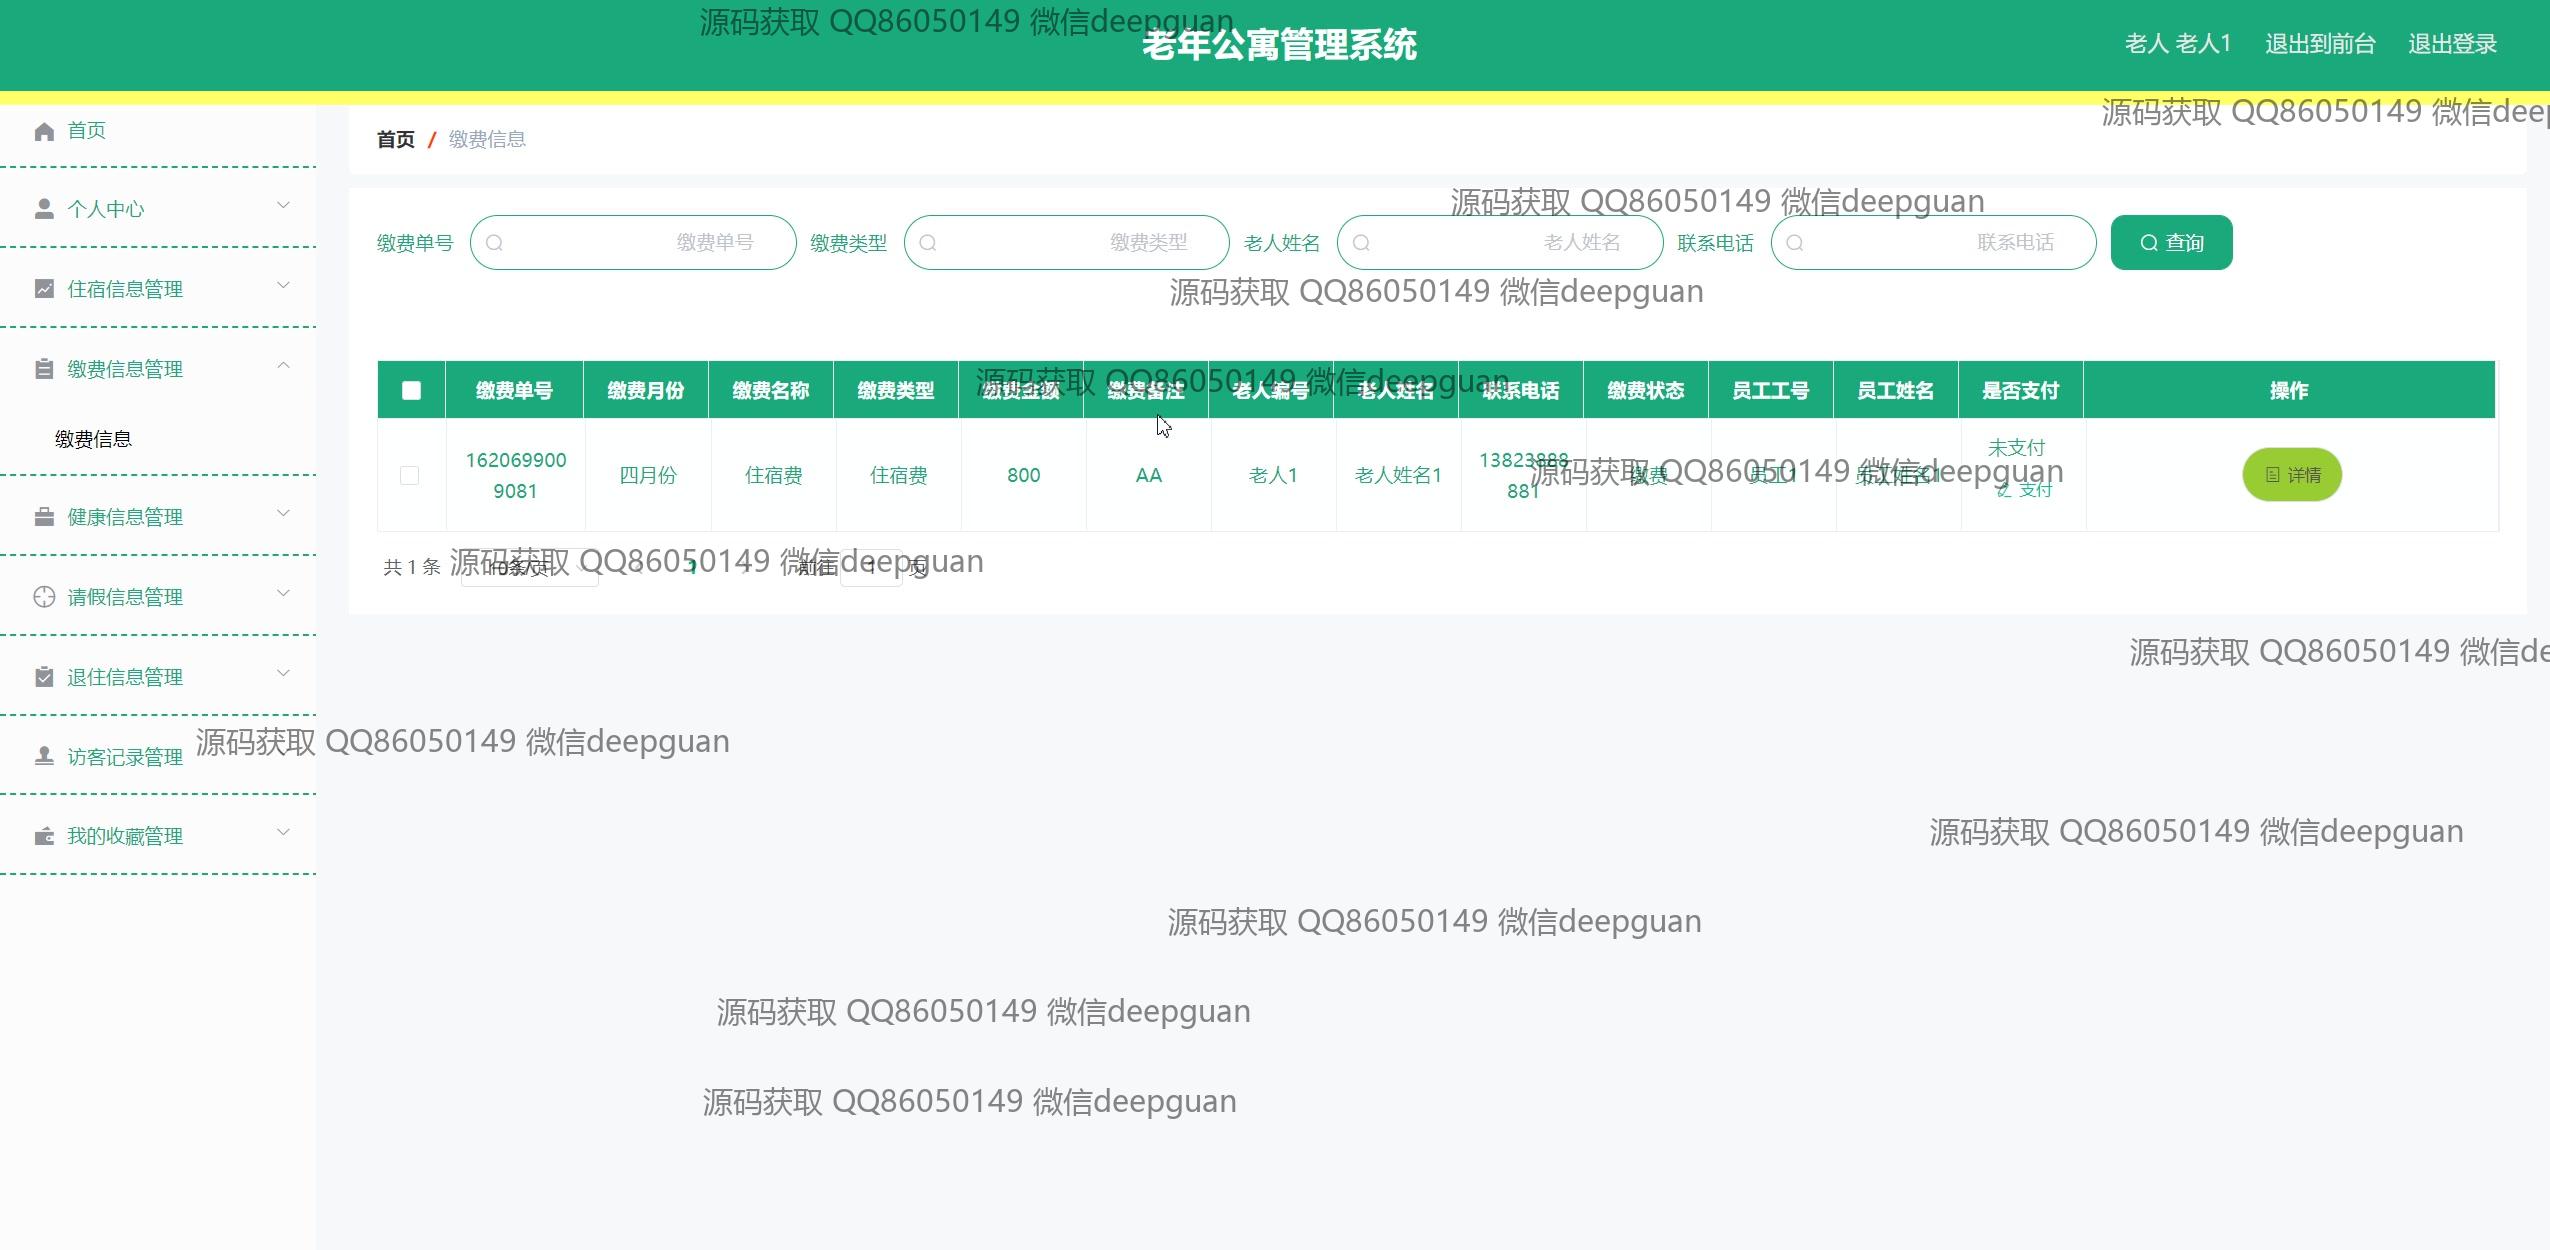 源码获取 QQ86050149 微信deepguan
老年公寓管理系统
老人 老人1 退出到前台 退出登录
源码获取 QQ86050149 微信deep
首页
首页 / 缴费信息
个人中心
源码获取 QQ86050149 微信deepguan
缴费单号 缴费单号 缴费类型 缴费类型 老人姓名 老人姓名 联系电话 联系电话 查询
住宿信息管理
源码获取 QQ86050149 微信deepguan
缴费信息管理
源码获取 QQ86050149 微信deepguan
缴费单号 缴费月份 缴费名称 缴费类型 缴费金额 缴费备注 老人编号 老人姓名 联系电话 缴费状态 员工工号 员工姓名 是否支付 操作
缴费信息
162069900
9081
四月份 住宿费 住宿费 800 AA 老人1 老人姓名1
13823888
881
缴费 员工1 员工姓名1
未支付
支付
详情
源码获取 QQ86050149 微信deepguan
健康信息管理
共 1 条 10条/页 1 前往 1 页
源码获取 QQ86050149 微信deepguan
请假信息管理
源码获取 QQ86050149 微信de
退住信息管理
访客记录管理
源码获取 QQ86050149 微信deepguan
我的收藏管理
源码获取 QQ86050149 微信deepguan
源码获取 QQ86050149 微信deepguan
源码获取 QQ86050149 微信deepguan
源码获取 QQ86050149 微信deepguan